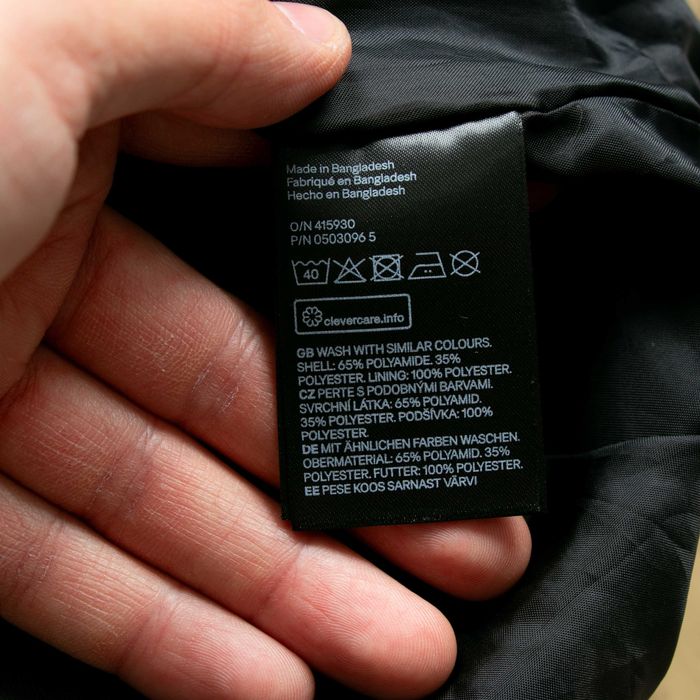 Made in Bangladesh
Fabriqué en Bangladesh
Hecho en Bangladesh
O/N 415930
P/N 0503096 5
40
clevercare.info
GB WASH WITH SIMILAR COLOURS.
SHELL: 65% POLYAMIDE. 35%
POLYESTER. LINING: 100% POLYESTER.
CZ PERTE S PODOBNÝMI BARVAMI.
SVRCHNÍ LÁTKA: 65% POLYAMID.
35% POLYESTER. PODŠÍVKA: 100%
POLYESTER.
DE MIT ÄHNLICHEN FARBEN WASCHEN.
OBERMATERIAL: 65% POLYAMID. 35%
POLYESTER. FUTTER: 100% POLYESTER.
EE PESE KOOS SARNAST VÄRVI